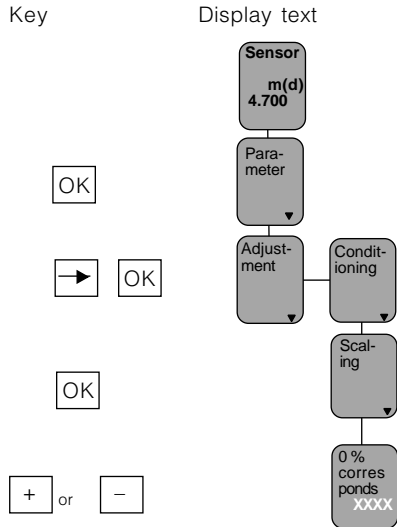 Key Display text
Sensor
m(d)
4.700
Para-
meter
OK
Adjust-
ment
Condit-
ioning
OK
Scal-
ing
OK
0 %
corres
ponds
XXXX
+ or −